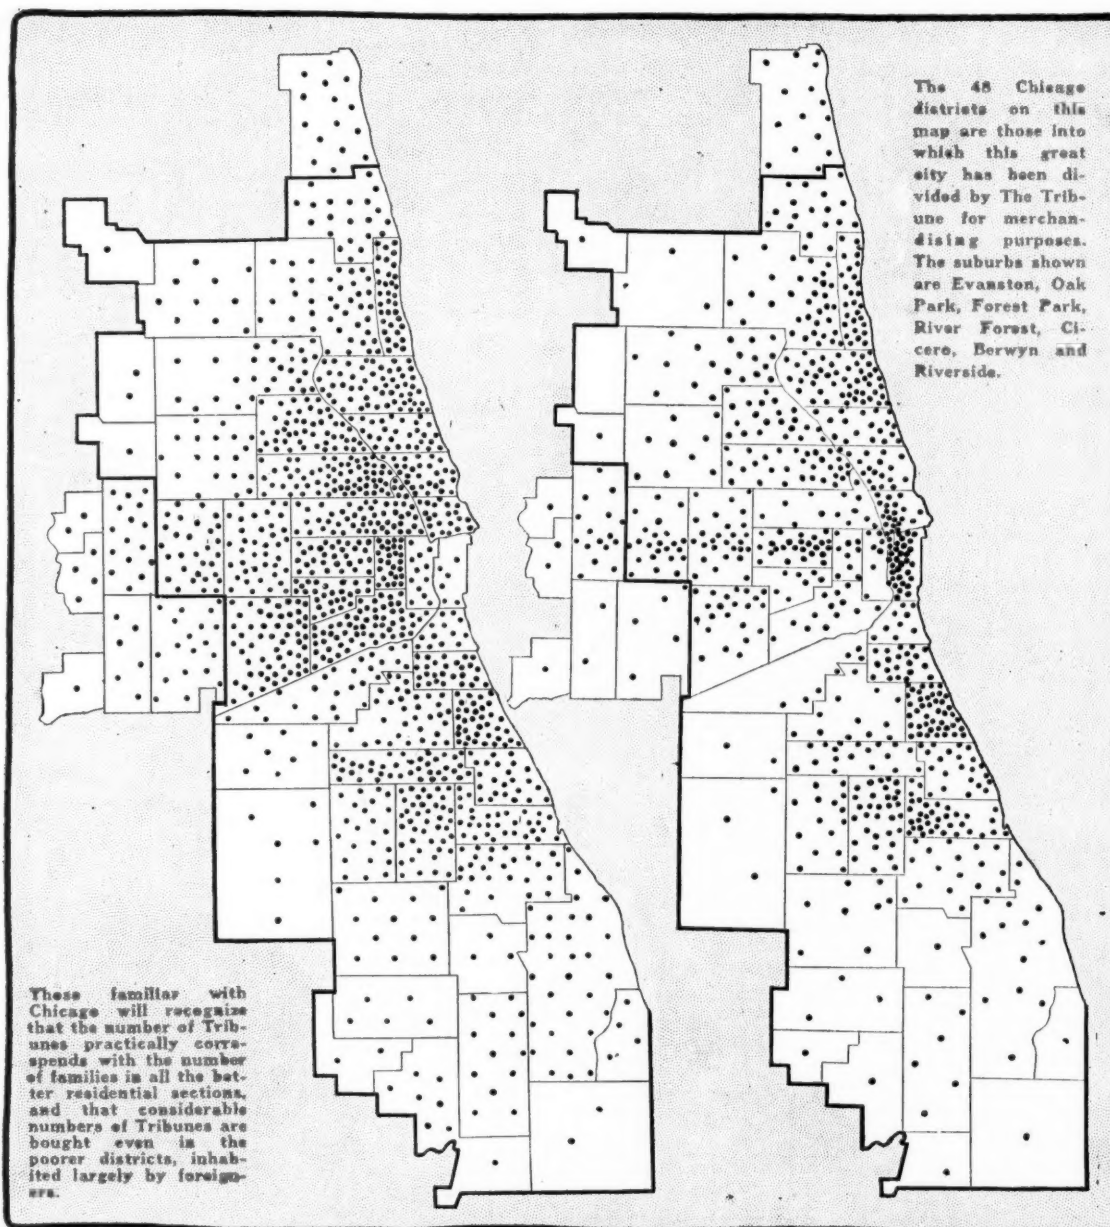 The 48 Chicago
districts on this
map are those into
which this great
city has been di-
vided by The Trib-
une for merchan-
dising purposes.
The suburbs shown
are Evanston, Oak
Park, Forest Park,
River Forest, Ci-
cero, Berwyn and
Riverside.
Those familiar with
Chicago will recognize
that the number of Trib-
unes practically corre-
sponds with the number
of families in all the bet-
ter residential sections,
and that considerable
numbers of Tribunes are
bought even in the
poorer districts, inhab-
ited largely by foreign-
ers.